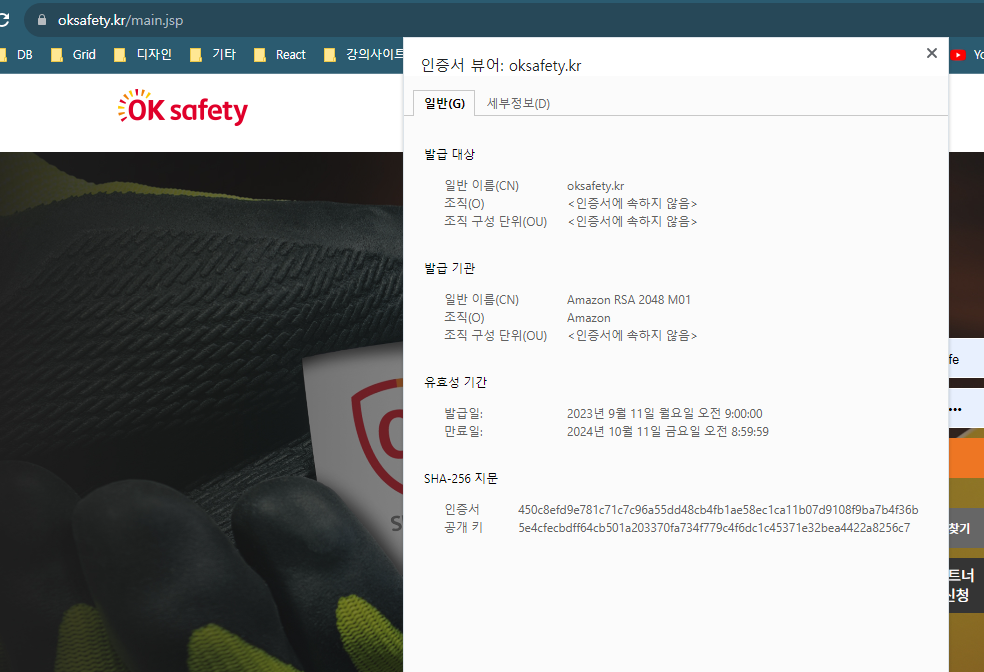 oksafety.kr/main.jsp
DB Grid 디자인 기타 React 강의사이트
OK safety
인증서 뷰어: oksafety.kr
일반(G) 세부정보(D)
발급 대상
일반 이름(CN) oksafety.kr
조직(O) <인증서에 속하지 않음>
조직 구성 단위(OU) <인증서에 속하지 않음>
발급 기관
일반 이름(CN) Amazon RSA 2048 M01
조직(O) Amazon
조직 구성 단위(OU) <인증서에 속하지 않음>
유효성 기간
발급일: 2023년 9월 11일 월요일 오전 9:00:00
만료일: 2024년 10월 11일 금요일 오전 8:59:59
SHA-256 지문
인증서 450c8efd9e781c71c7c96a55dd48cb4fb1ae58ec1ca11b07d9108f9ba7b4f36b
공개 키 5e4cfecbdff64cb501a203370fa734f779c4f6dc1c45371e32bea4422a8256c7
찾기